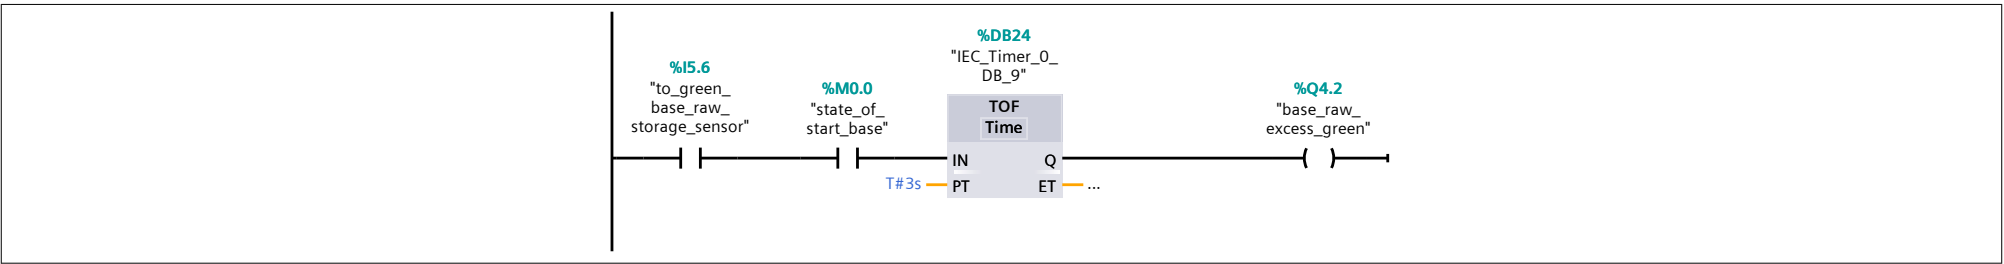 %DB24
"IEC_Timer_0_
DB_9"
%I5.6
"to_green_
base_raw_
storage_sensor"
%M0.0
"state_of_
start_base"
TOF
Time
%Q4.2
"base_raw_
excess_green"
IN Q
T#3s PT ET ...